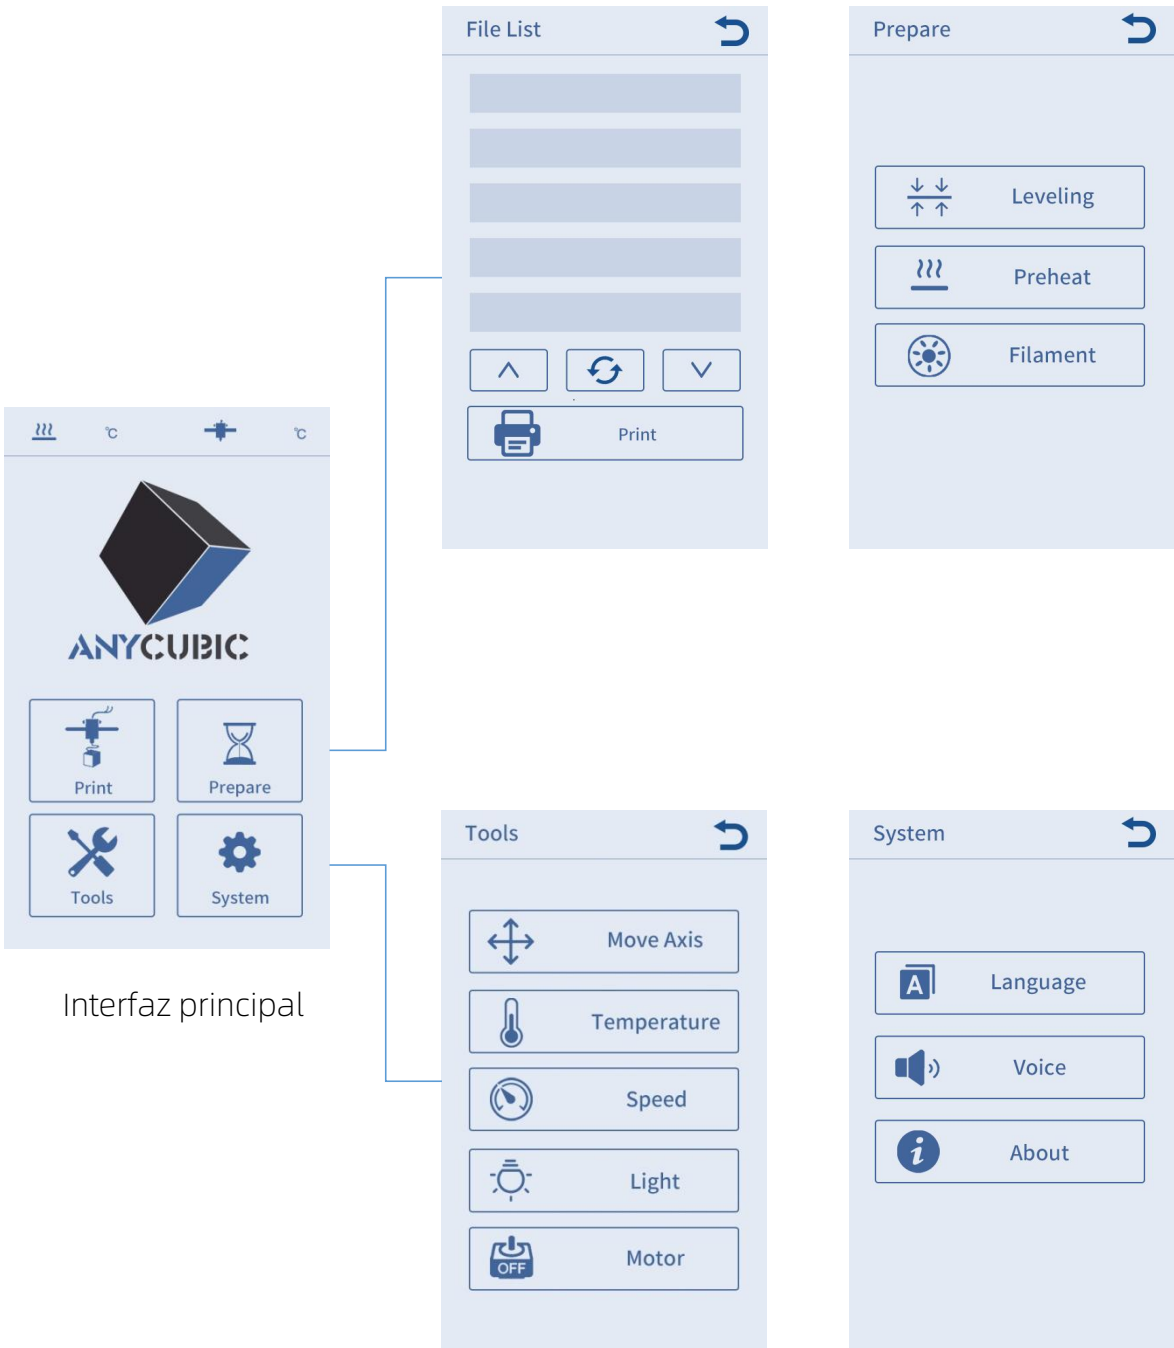 File List
Print
Prepare
Leveling
Preheat
Filament
℃
℃
ANYCUBIC
Print
Prepare
Tools
System
Interfaz principal
Tools
Move Axis
Temperature
Speed
Light
OFF
Motor
System
A
Language
Voice
i
About